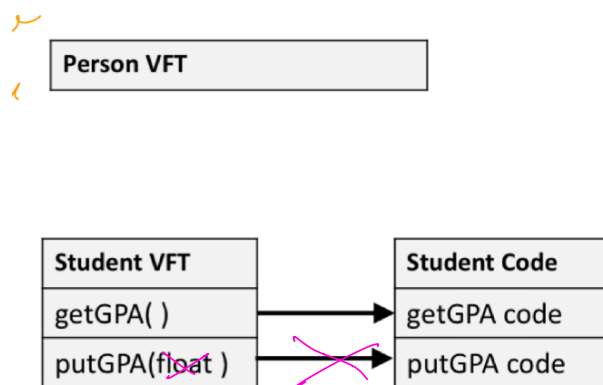 Person VFT
Student VFT
Student Code
getGPA( )
getGPA code
putGPA(float )
putGPA code